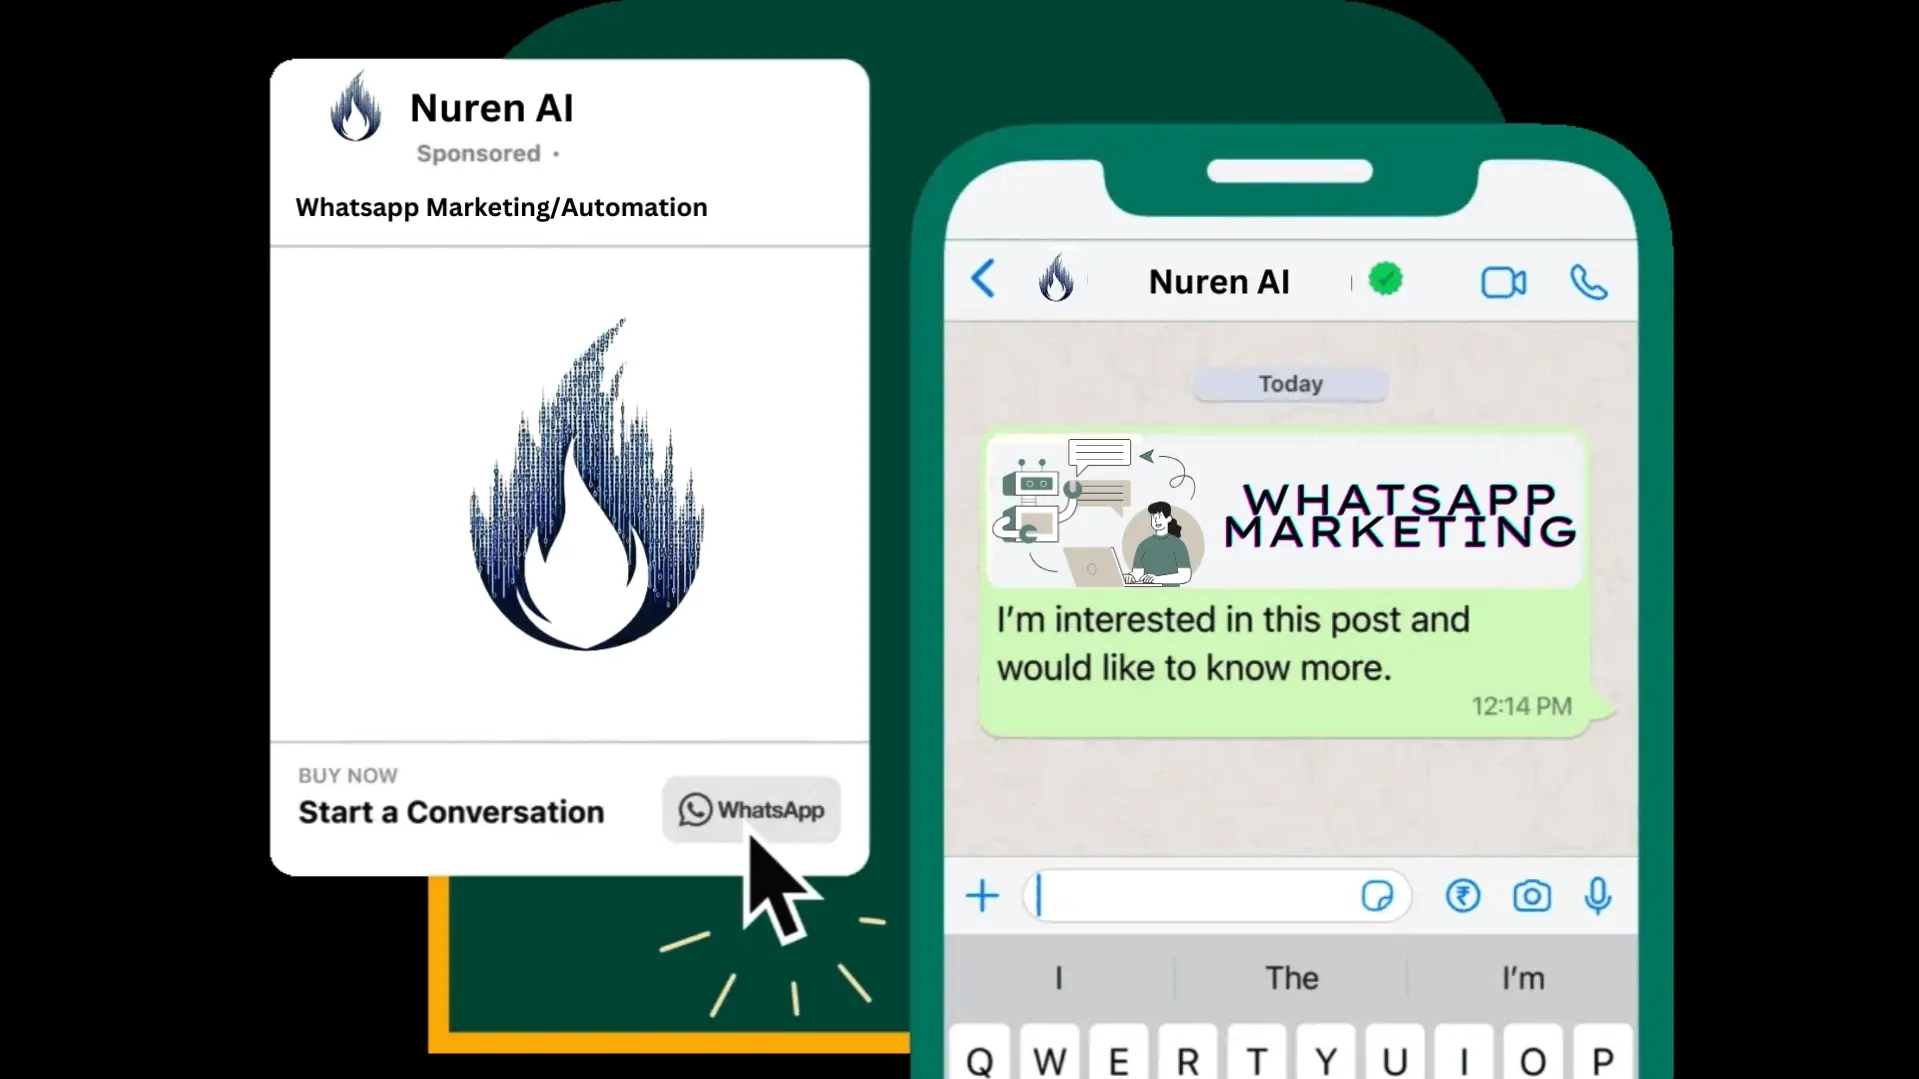 Nuren AI
Sponsored •
Whatsapp Marketing/Automation
BUY NOW
Start a Conversation
WhatsApp
Nuren AI
Today
WHATSAPP
MARKETING
I'm interested in this post and
would like to know more.
12:14 PM
I The I'm
Q W E R T Y U I O P